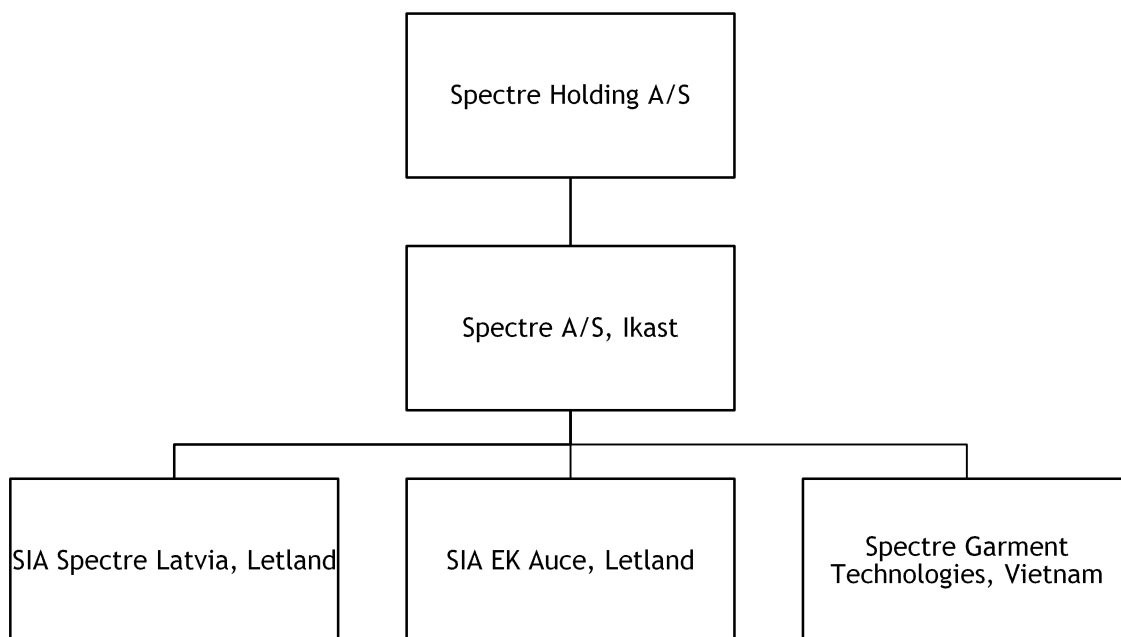 Spectre Holding A/S
Spectre A/S, Ikast
SIA Spectre Latvia, Letland
SIA EK Auce, Letland
Spectre Garment
Technologies, Vietnam